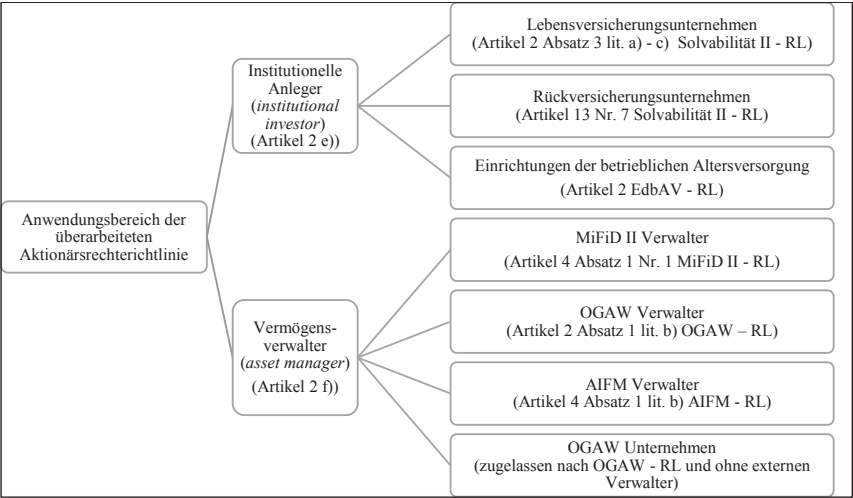 Anwendungsbereich der
überarbeiteten
Aktionärsrechterichtlinie
Institutionelle
Anleger
(institutional
investor)
(Artikel 2 e))
Lebensversicherungsunternehmen
(Artikel 2 Absatz 3 lit. a) - c) Solvabilität II - RL)
Rückversicherungsunternehmen
(Artikel 13 Nr. 7 Solvabilität II - RL)
Einrichtungen der betrieblichen Altersversorgung
(Artikel 2 EdbAV - RL)
Vermögens-
verwalter
(asset manager)
(Artikel 2 f))
MiFiD II Verwalter
(Artikel 4 Absatz 1 Nr. 1 MiFiD II - RL)
OGAW Verwalter
(Artikel 2 Absatz 1 lit. b) OGAW – RL)
AIFM Verwalter
(Artikel 4 Absatz 1 lit. b) AIFM - RL)
OGAW Unternehmen
(zugelassen nach OGAW - RL und ohne externen
Verwalter)